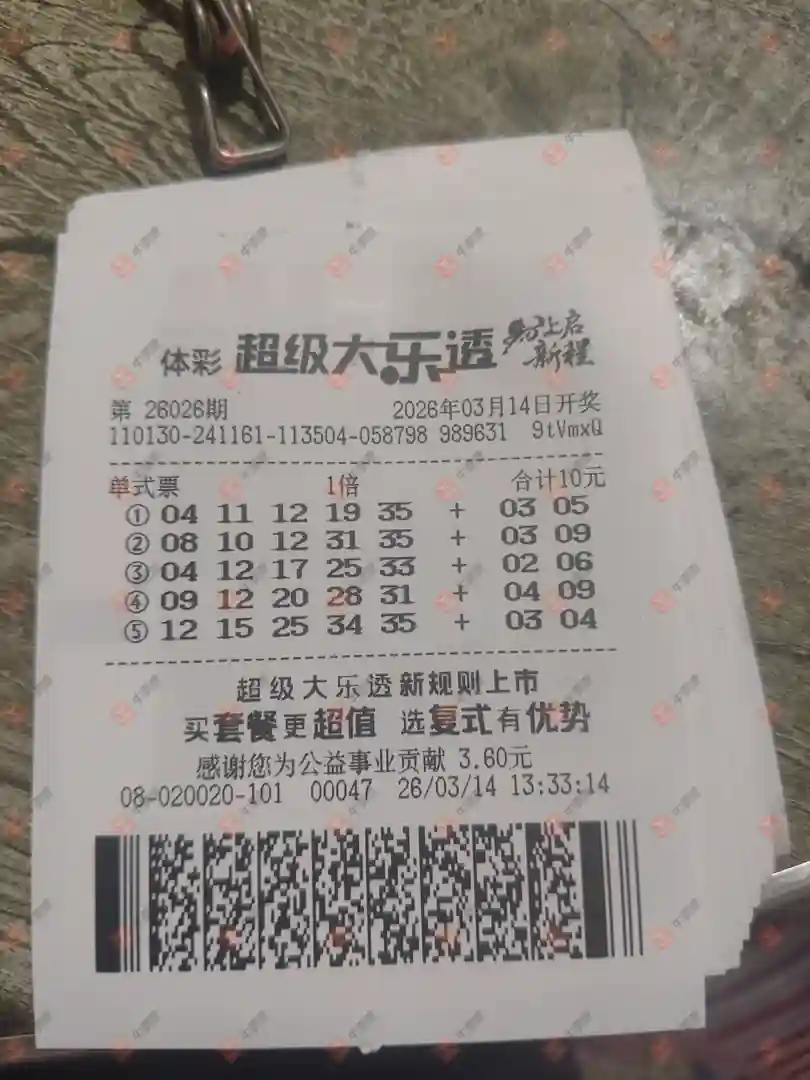 体彩 超级大乐透 马上启
新程
第 26026期 2026年03月14日开奖
110130-241161-113504-058798 989631 9tVmxQ
单式票 1倍 合计10元
① 04 11 12 19 35 + 03 05
② 08 10 12 31 35 + 03 09
③ 04 12 17 25 33 + 02 06
④ 09 12 20 28 31 + 04 09
⑤ 12 15 25 34 35 + 03 04
超级大乐透新规则上市
买套餐更超值 选复式有优势
感谢您为公益事业贡献 3.60元
08-020020-101 00047 26/03/14 13:33:14